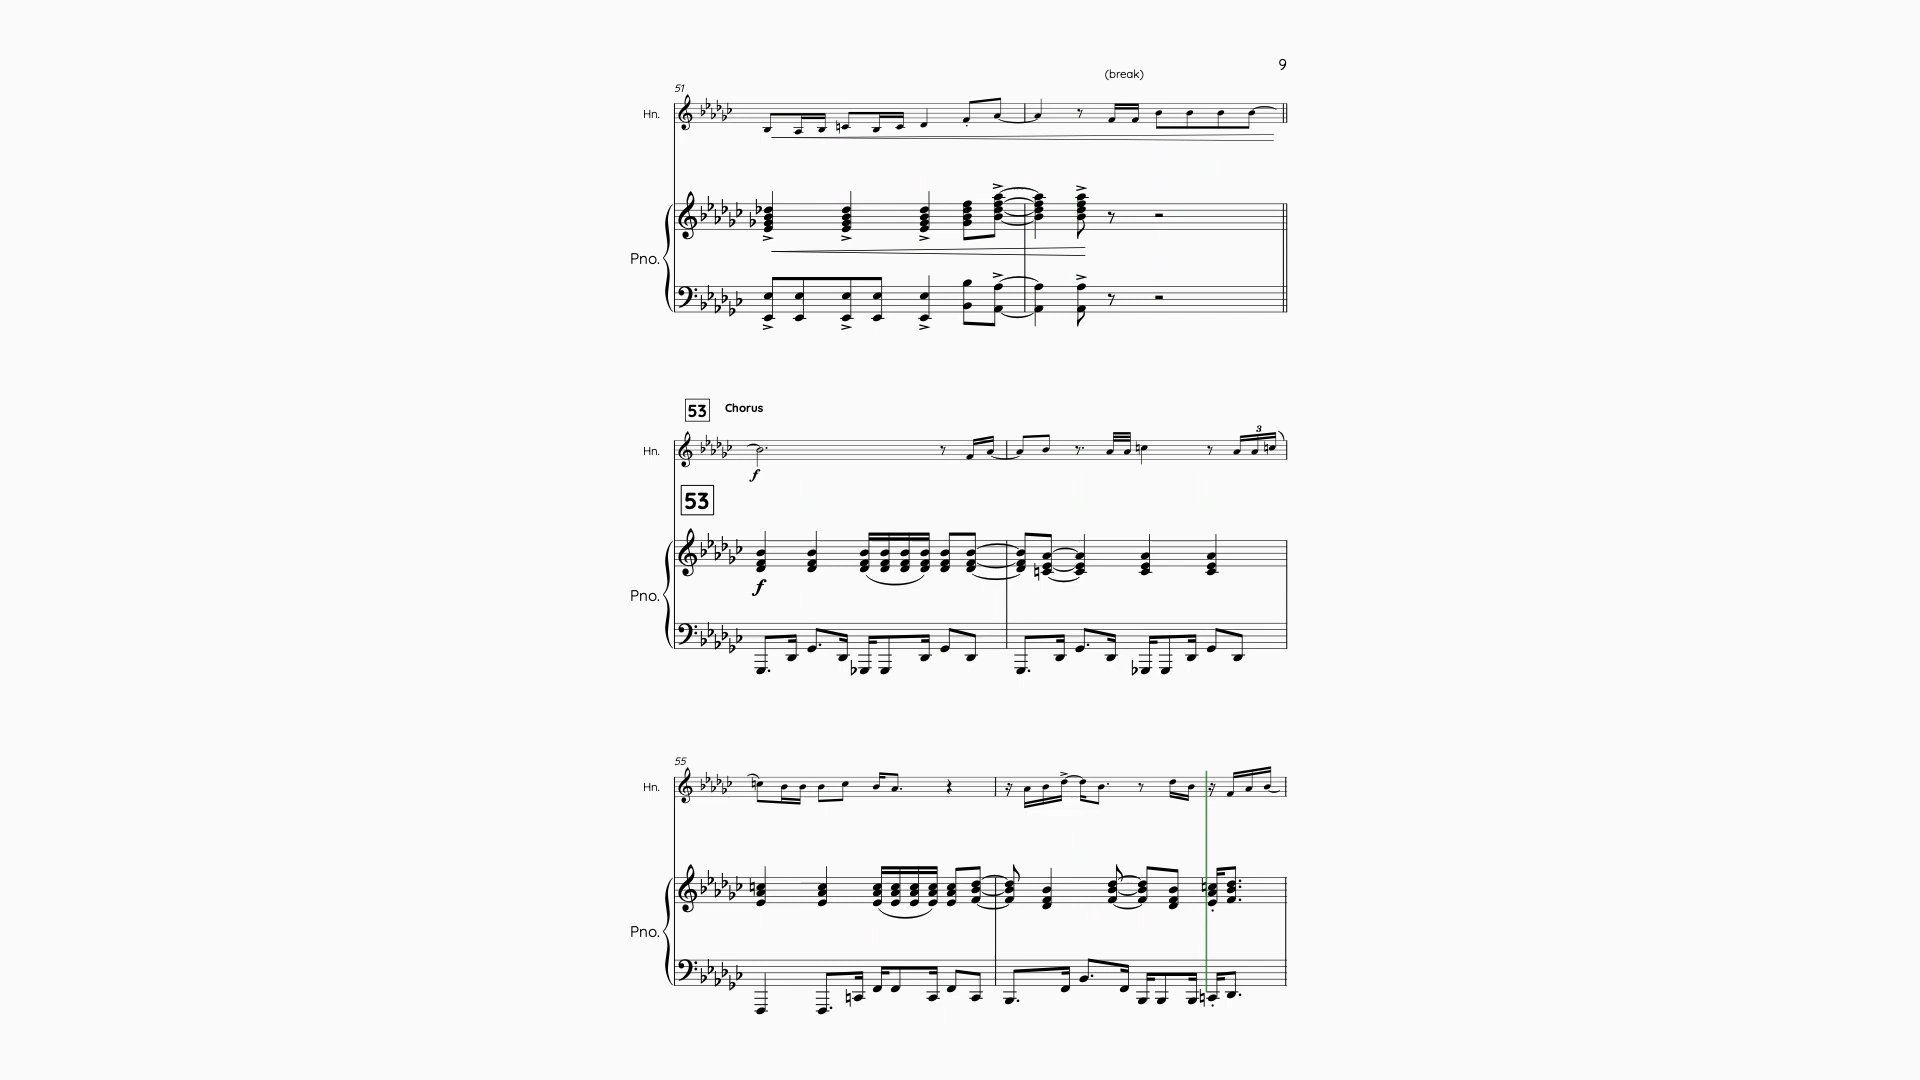 9
(break)
51
Hn.
Pno.
53 Chorus
Hn.
3
f
53
f
Pno.
55
Hn.
Pno.